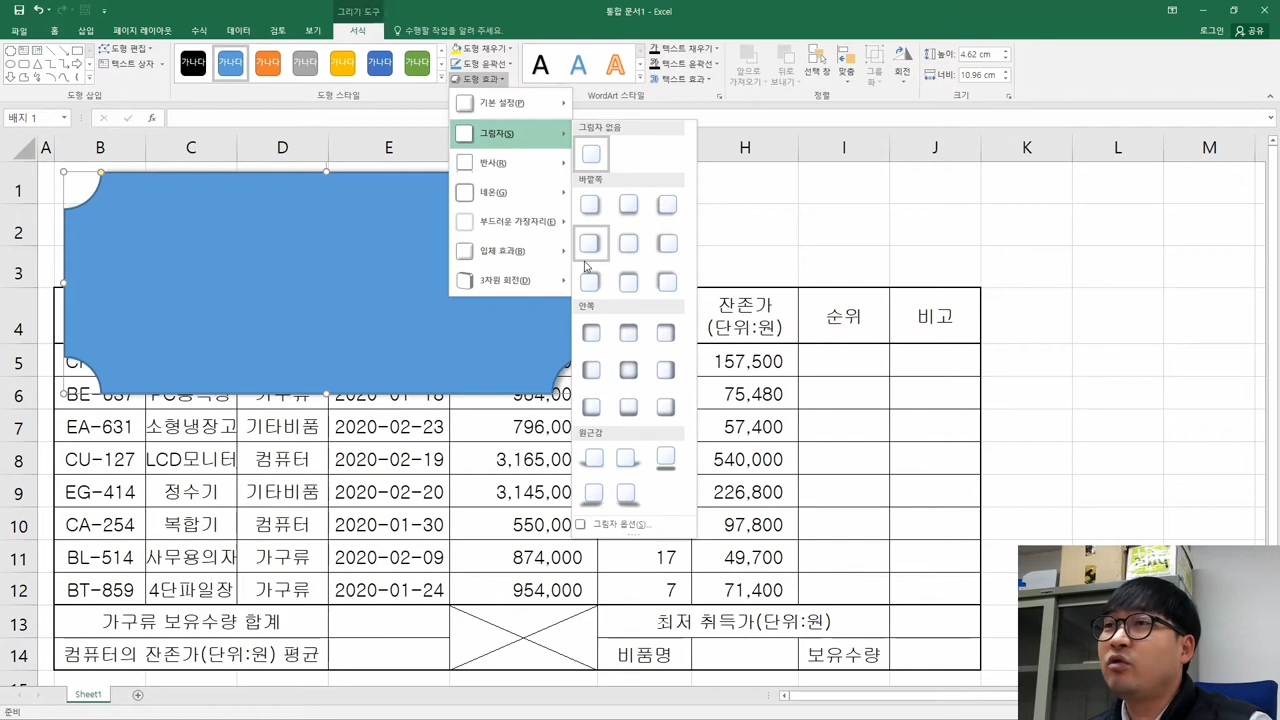 그리기 도구
통합 문서1 - Excel
파일 홈 삽입 페이지 레이아웃 수식 데이터 검토 보기 서식 수행할 작업을 알려 주세요. 로그인 공유
도형 편집
텍스트 상자
가나다 가나다 가나다 가나다 가나다 가나다 가나다
도형 채우기
도형 윤곽선
도형 효과
A A A
텍스트 채우기
텍스트 윤곽선
텍스트 효과
앞으로 가져오기
뒤로 보내기
선택 창
맞춤
그룹화
회전
높이: 4.62 cm
너비: 10.96 cm
도형 삽입 도형 스타일 WordArt 스타일 정렬 크기
배지 1
fx
기본 설정(P)
그림자(S)
반사(R)
네온(G)
부드러운 가장자리(E)
입체 효과(B)
3차원 회전(D)
그림자 없음
바깥쪽
안쪽
원근감
그림자 옵션(S)...
A B C D E H I J K L M
1
2
3
4 잔존가 (단위:원) 순위 비고
5 157,500
6 75,480
7 EA-631 소형냉장고 기타비품 2020-02-23 796,00 57,400
8 CU-127 LCD모니터 컴퓨터 2020-02-19 3,165,00 540,000
9 EG-414 정수기 기타비품 2020-02-20 3,145,00 226,800
10 CA-254 복합기 컴퓨터 2020-01-30 550,00 97,800
11 BL-514 사무용의자 가구류 2020-02-09 874,000 17 49,700
12 BT-859 4단파일장 가구류 2020-01-24 954,000 7 71,400
13 가구류 보유수량 합계 최저 취득가(단위:원)
14 컴퓨터의 잔존가(단위:원) 평균 비품명 보유수량
Sheet1
준비